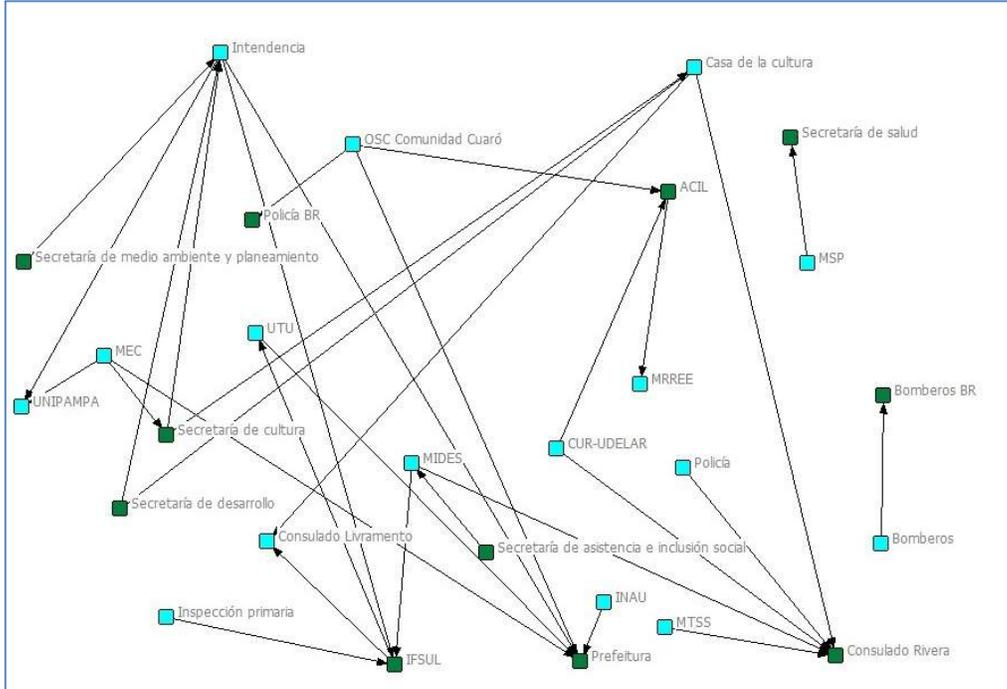 Intendencia
Casa de la cultura
Secretaría de salud
OSC Comunidad Cuaró
ACIL
Policía BR
Secretaría de medio ambiente y planeamiento
MSP
UTU
MEC
MRREE
Bomberos BR
UNIPAMPA
Secretaría de cultura
CUR-UDELAR
MIDES
Policía
Secretaría de desarrollo
Consulado Livramento
Bomberos
Secretaría de asistencia e inclusión social
INAU
Inspección primaria
MTSS
Consulado Rivera
Prefeitura
IFSUL